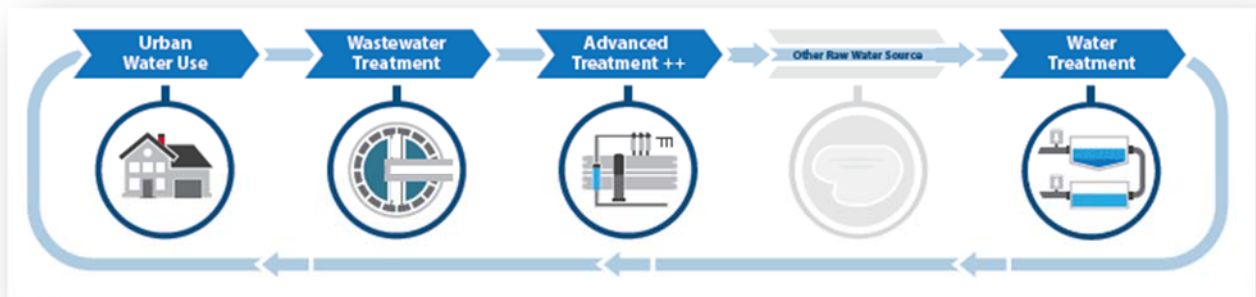 Urban
Water Use
Wastewater
Treatment
Advanced
Treatment ++
Other Raw Water Source
Water
Treatment